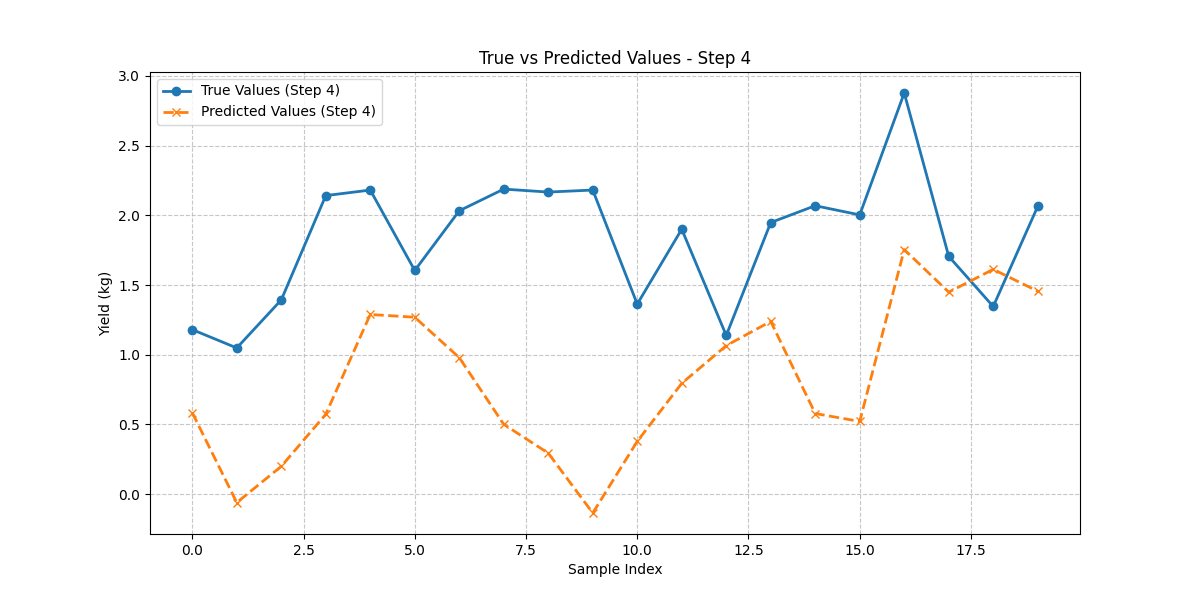 True vs Predicted Values - Step 4
True Values (Step 4)
Predicted Values (Step 4)
Yield (kg)
3.0
2.5
2.0
1.5
1.0
0.5
0.0
0.0 2.5 5.0 7.5 10.0 12.5 15.0 17.5
Sample Index